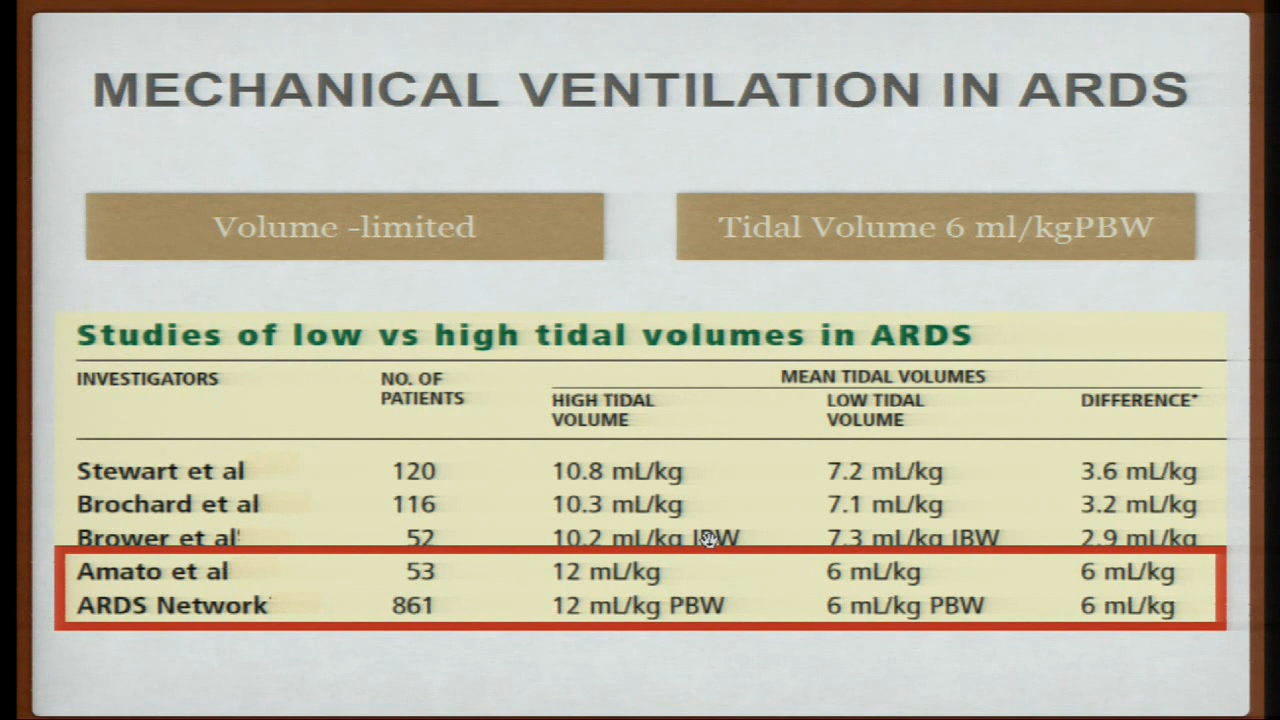 MECHANICAL VENTILATION IN ARDS
Volume -limited
Tidal Volume 6 ml/kgPBW
Studies of low vs high tidal volumes in ARDS
INVESTIGATORS NO. OF PATIENTS MEAN TIDAL VOLUMES
HIGH TIDAL VOLUME LOW TIDAL VOLUME DIFFERENCE*
Stewart et al 120 10.8 mL/kg 7.2 mL/kg 3.6 mL/kg
Brochard et al 116 10.3 mL/kg 7.1 mL/kg 3.2 mL/kg
Brower et al 52 10.2 mL/kg IBW 7.3 mL/kg IBW 2.9 mL/kg
Amato et al 53 12 mL/kg 6 mL/kg 6 mL/kg
ARDS Network 861 12 mL/kg PBW 6 mL/kg PBW 6 mL/kg